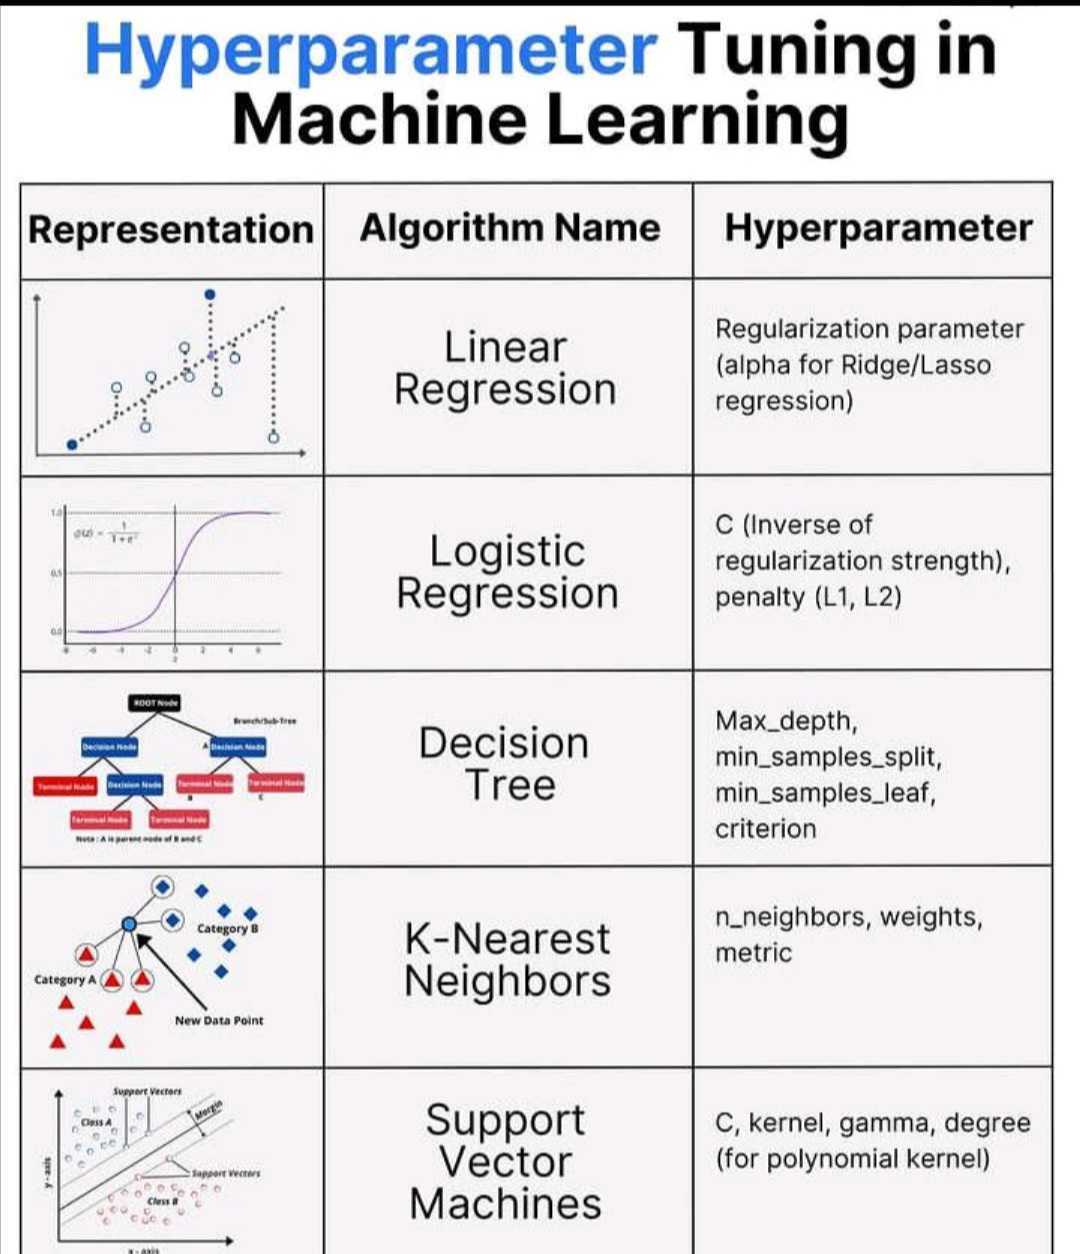 Hyperparameter Tuning in
Machine Learning
Representation
Algorithm Name
Hyperparameter
Linear
Regression
Regularization parameter
(alpha for Ridge/Lasso
regression)
1.0
0.5
0.0
Logistic
Regression
C (Inverse of
regularization strength),
penalty (L1, L2)
ROOT Node
Branch/Sub-Tree
Decision Node
A Decision Node
Terminal Node
Decision Node
Terminal Node
Terminal Node
B
C
Terminal Node
Terminal Node
Note : A is parent node of B and C
Decision
Tree
Max_depth,
min_samples_split,
min_samples_leaf,
criterion
Category B
Category A
New Data Point
K-Nearest
Neighbors
n_neighbors, weights,
metric
Support Vectors
Margin
Class A
y - axis
Support Vectors
Class B
x - axis
Support
Vector
Machines
C, kernel, gamma, degree
(for polynomial kernel)